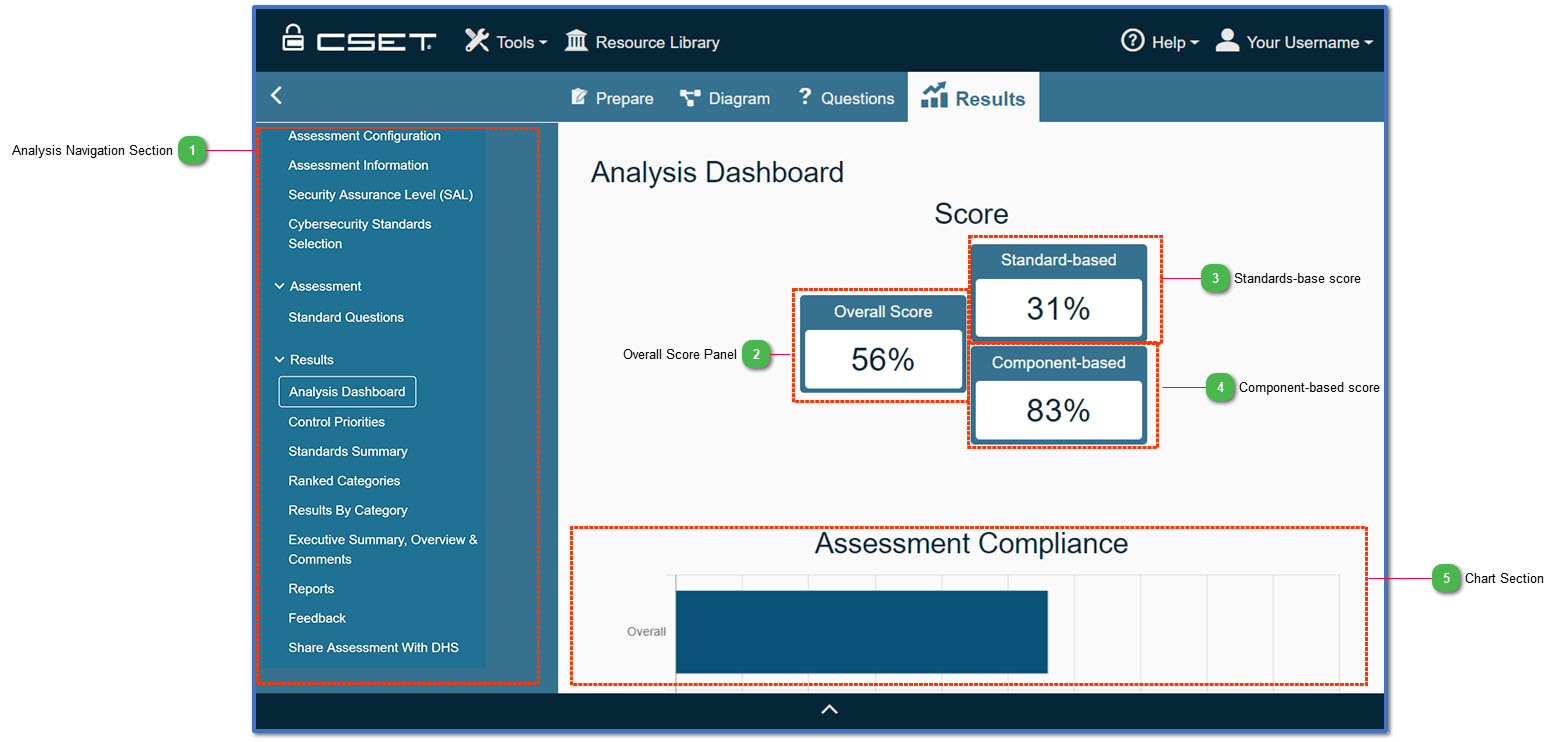 CSET
Tools
Resource Library
Help
Your Username
Prepare
Diagram
? Questions
Results
Analysis Navigation Section 1
Assessment Configuration
Assessment Information
Security Assurance Level (SAL)
Cybersecurity Standards
Selection
Assessment
Standard Questions
Results
Analysis Dashboard
Control Priorities
Standards Summary
Ranked Categories
Results By Category
Executive Summary, Overview &
Comments
Reports
Feedback
Share Assessment With DHS
Analysis Dashboard
Score
Standard-based
31%
3 Standards-base score
Overall Score
56%
Overall Score Panel 2
Component-based
83%
4 Component-based score
Assessment Compliance
Overall
5 Chart Section